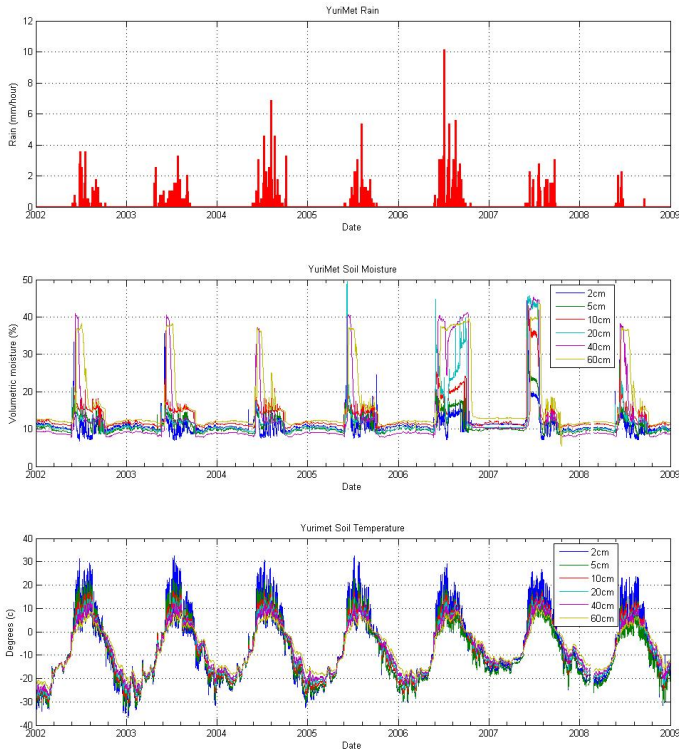 YuriMet Rain
12
10
8
6
4
2
0
Rain (mm/hour)
2002 2003 2004 2005 2006 2007 2008 2009
Date
YuriMet Soil Moisture
50
40
30
20
10
0
Volumetric moisture (%)
2cm
5cm
10cm
20cm
40cm
60cm
2002 2003 2004 2005 2006 2007 2008 2009
Date
Yurimet Soil Temperature
40
30
20
10
0
-10
-20
-30
-40
Degrees (c)
2cm
5cm
10cm
20cm
40cm
60cm
2002 2003 2004 2005 2006 2007 2008 2009
Date